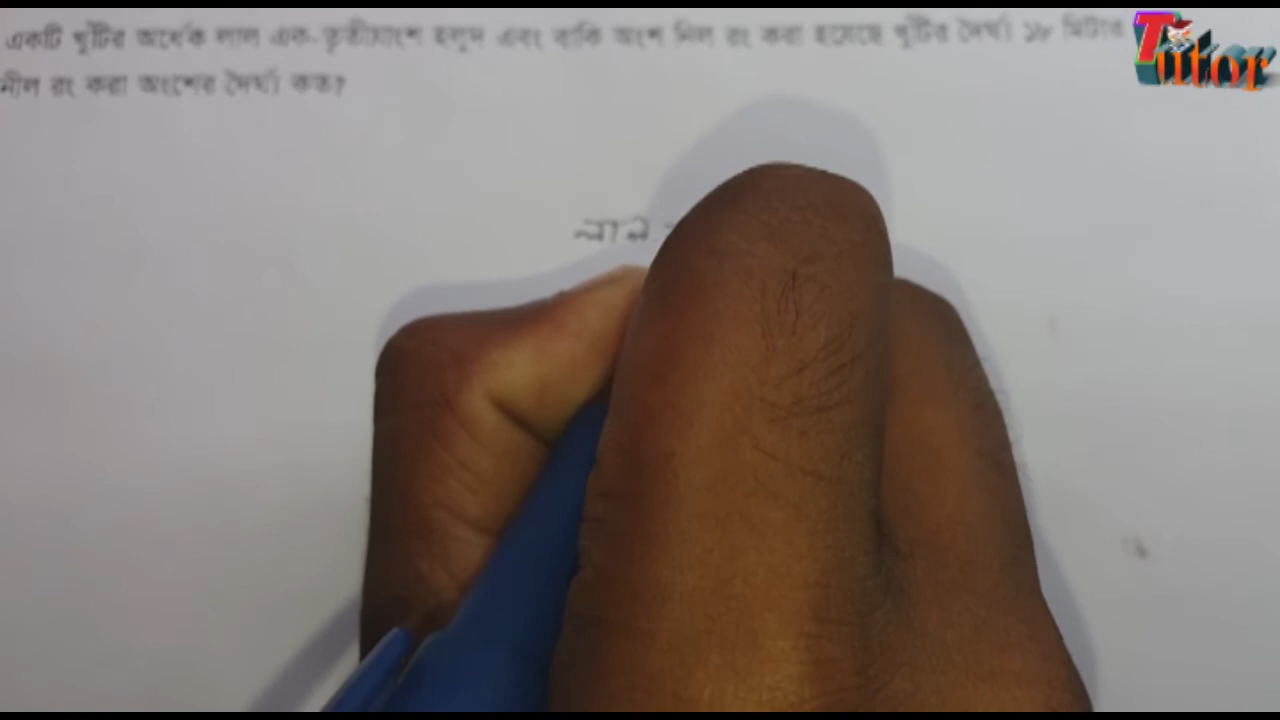 একটি খুঁটির অর্ধেক লাল এক-তৃতীয়াংশ হলুদ এবং বাকি অংশ নিল রং করা হয়েছে খুঁটির দৈর্ঘ্য ১৮ মিটার
নীল রং করা অংশের দৈর্ঘ্য কত?
লাল
Tutor